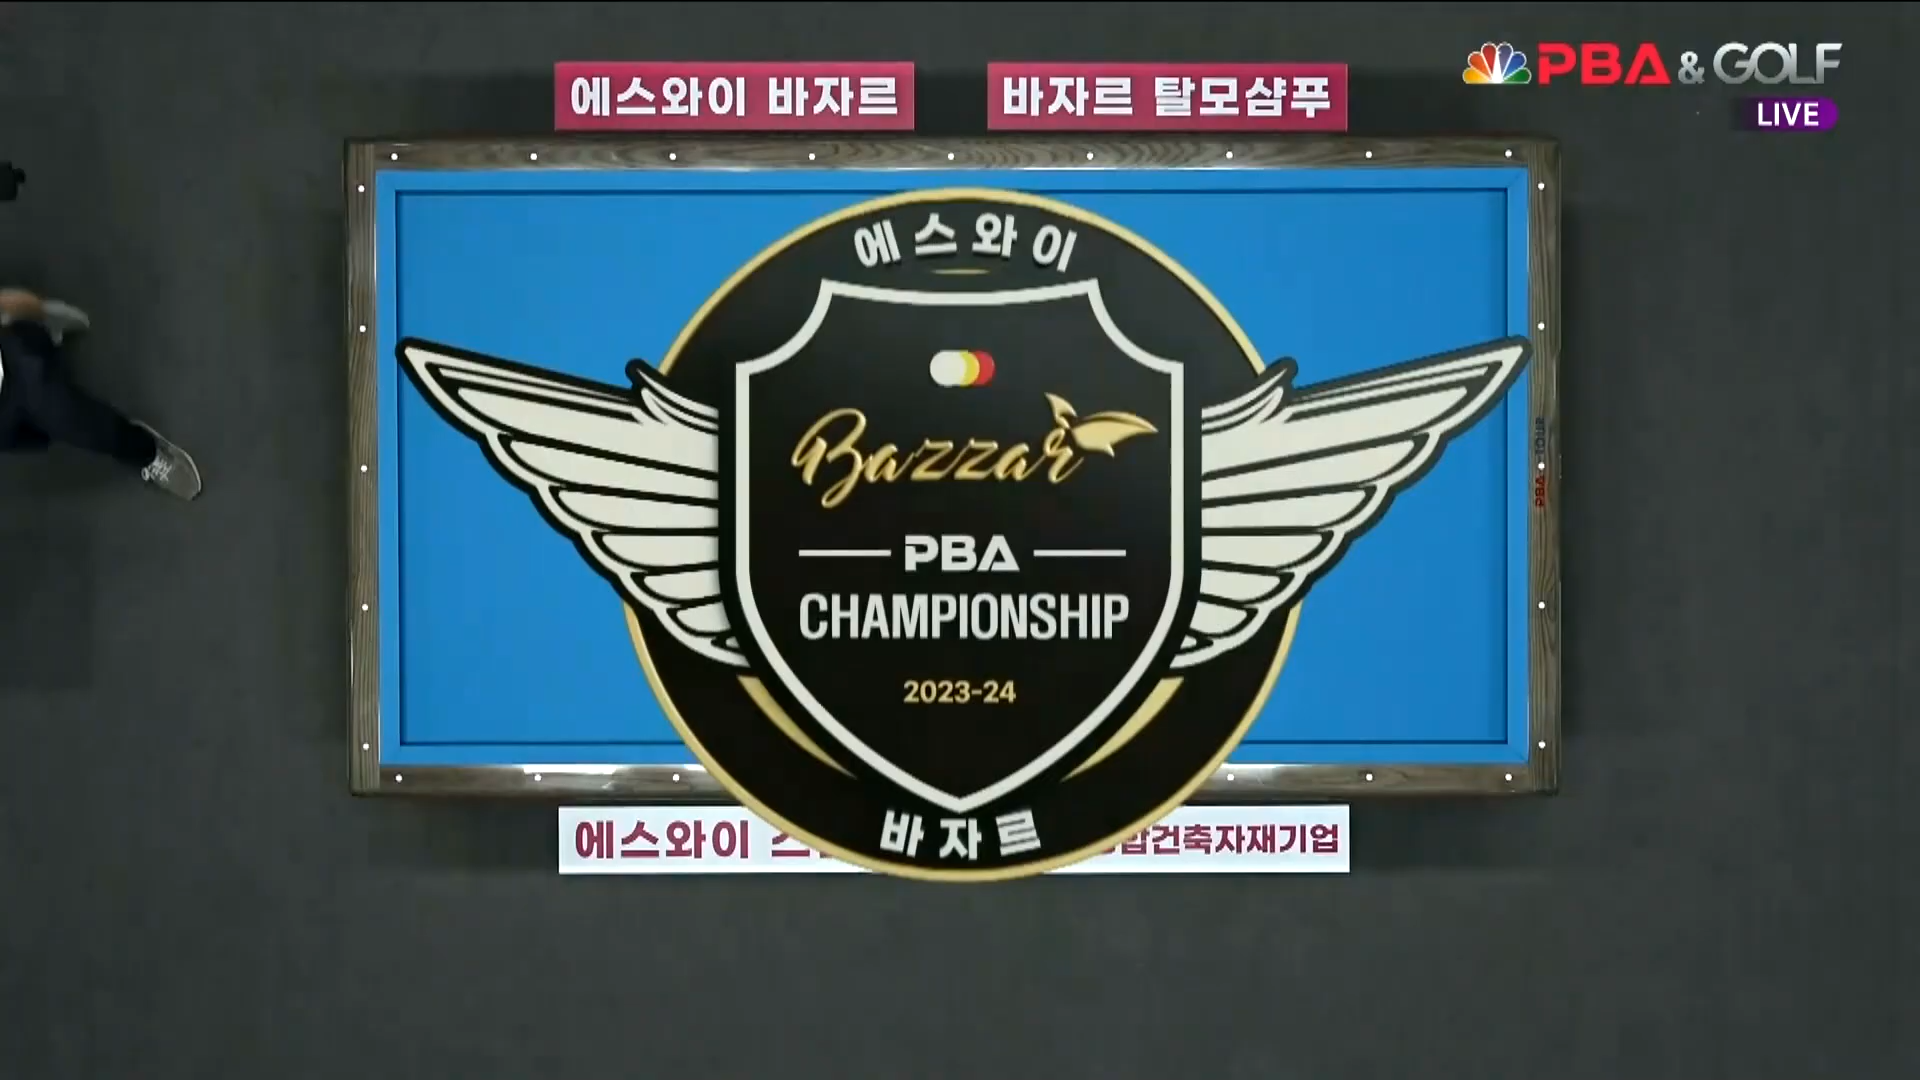 에스와이 바자르
바자르 탈모샴푸
PBA & GOLF
LIVE
에스와이
Bazzar
PBA
CHAMPIONSHIP
2023-24
바자르
에스와이
건축자재기업
PBA TOUR